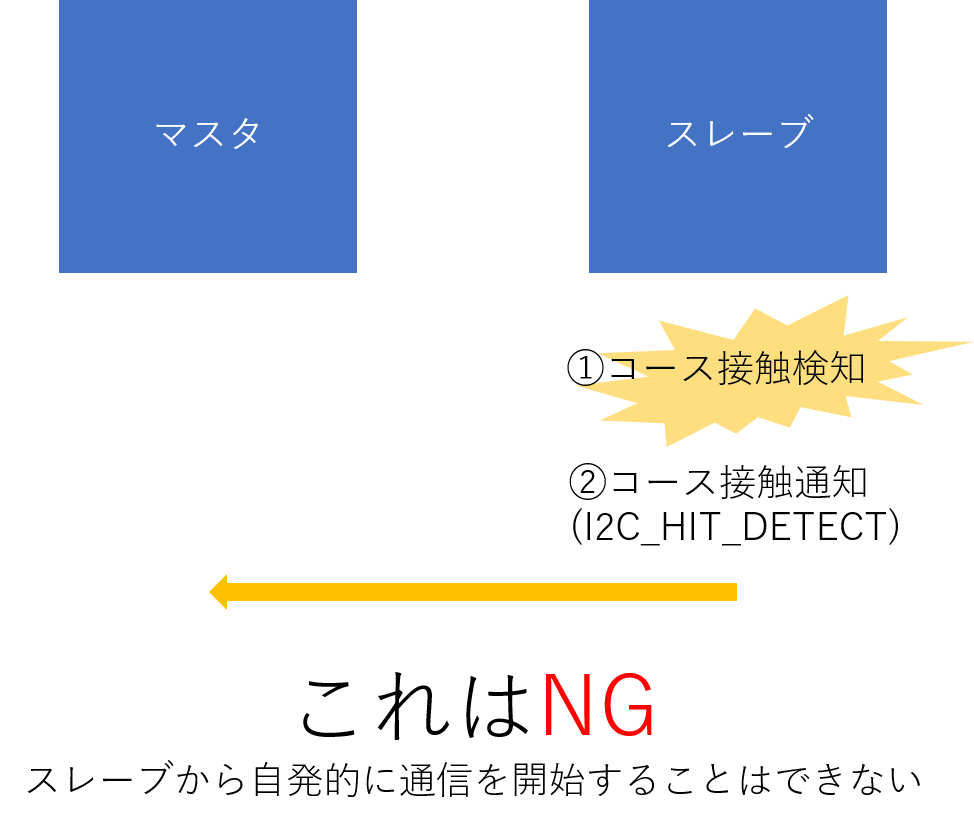 マスタ
スレーブ
①コース接触検知
②コース接触通知
(I2C_HIT_DETECT)
これはNG
スレーブから自発的に通信を開始することはできない